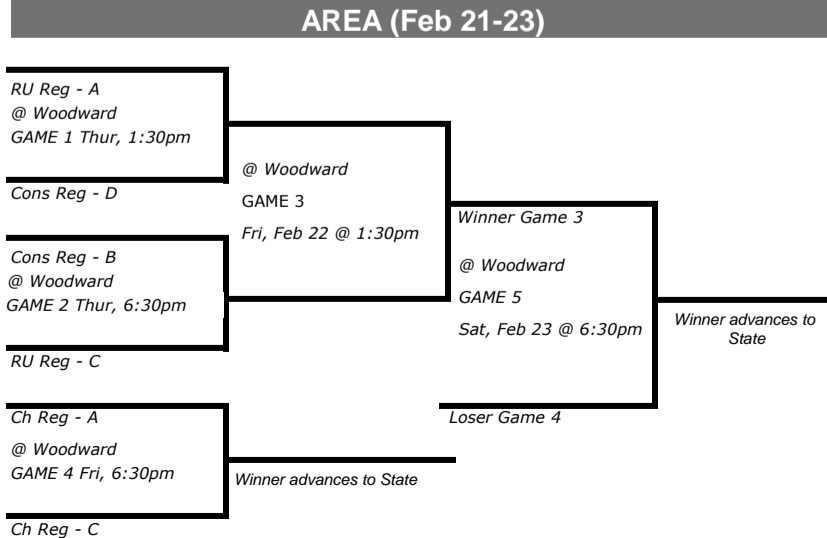 AREA (Feb 21-23)
RU Reg - A
@ Woodward
GAME 1 Thur, 1:30pm
Cons Reg - D
@ Woodward
GAME 3
Fri, Feb 22 @ 1:30pm
Cons Reg - B
@ Woodward
GAME 2 Thur, 6:30pm
RU Reg - C
Winner Game 3
@ Woodward
GAME 5
Sat, Feb 23 @ 6:30pm
Loser Game 4
Winner advances to
State
Ch Reg - A
@ Woodward
GAME 4 Fri, 6:30pm
Ch Reg - C
Winner advances to State